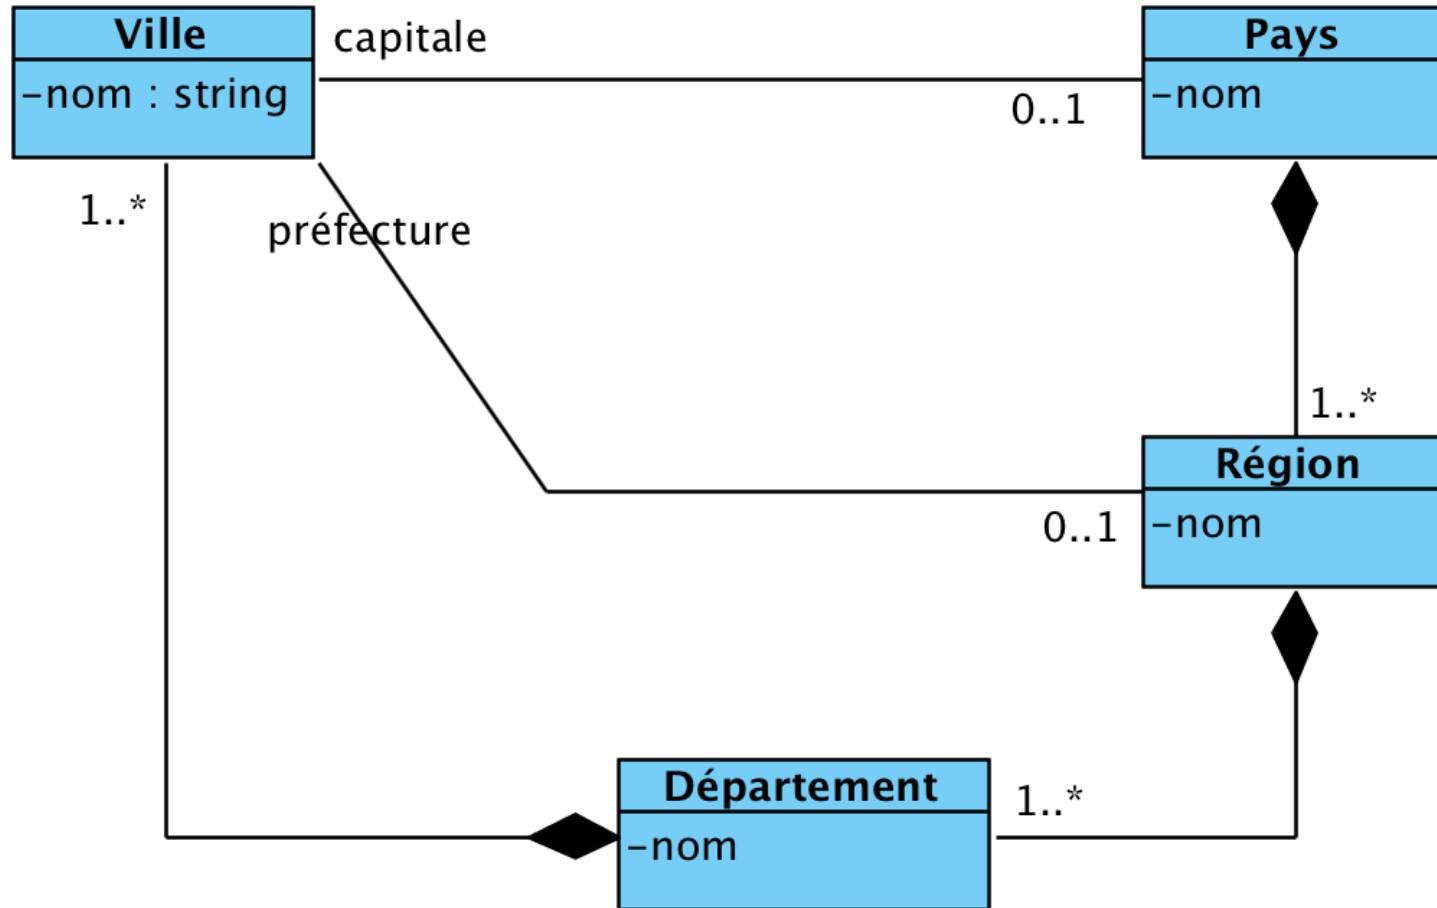 Ville
-nom : string
capitale
0..1
Pays
-nom
1..*
préfecture
1..*
Région
-nom
0..1
Département
-nom
1..*